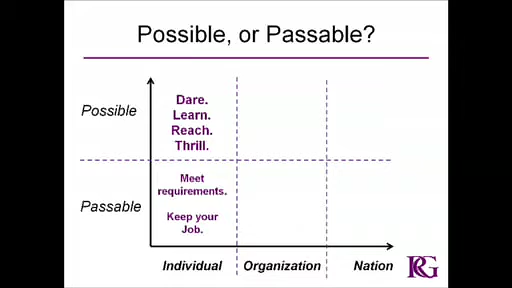 Possible, or Passable?
Possible
Dare.
Learn.
Reach.
Thrill.
Passable
Meet
requirements.
Keep your
Job.
Individual
Organization
Nation
RG